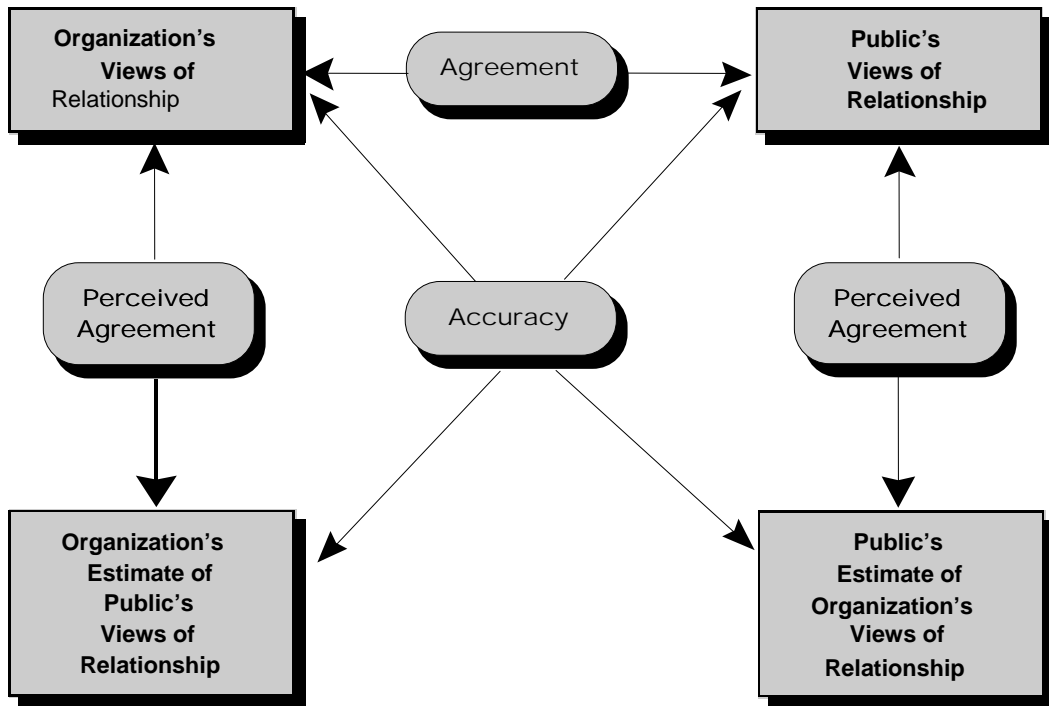 Organization’s
Views of
Relationship
Agreement
Public’s
Views of
Relationship
Perceived
Agreement
Accuracy
Perceived
Agreement
Organization’s
Estimate of
Public’s
Views of
Relationship
Public’s
Estimate of
Organization’s
Views of
Relationship